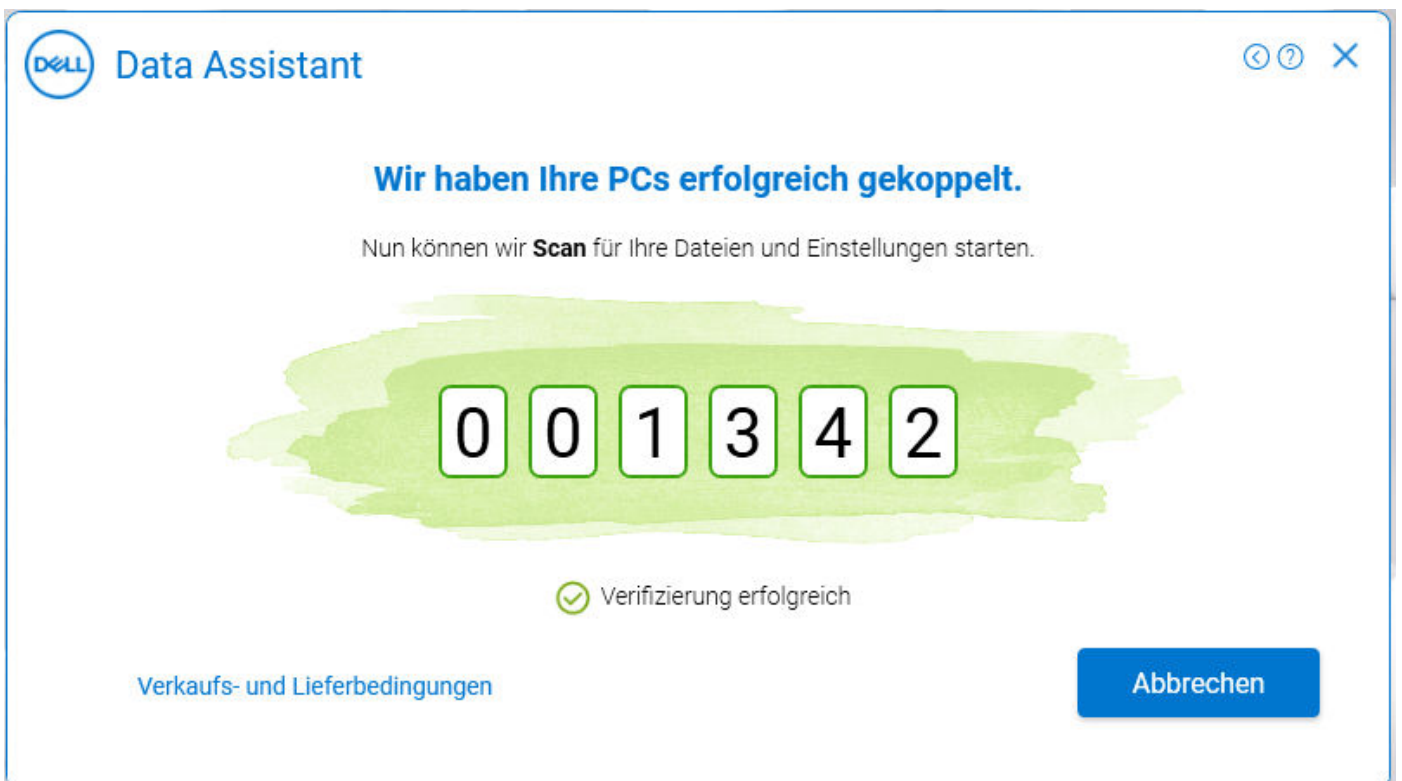 DELL Data Assistant
Wir haben Ihre PCs erfolgreich gekoppelt.
Nun können wir Scan für Ihre Dateien und Einstellungen starten.
0 0 1 3 4 2
Verifizierung erfolgreich
Verkaufs- und Lieferbedingungen
Abbrechen